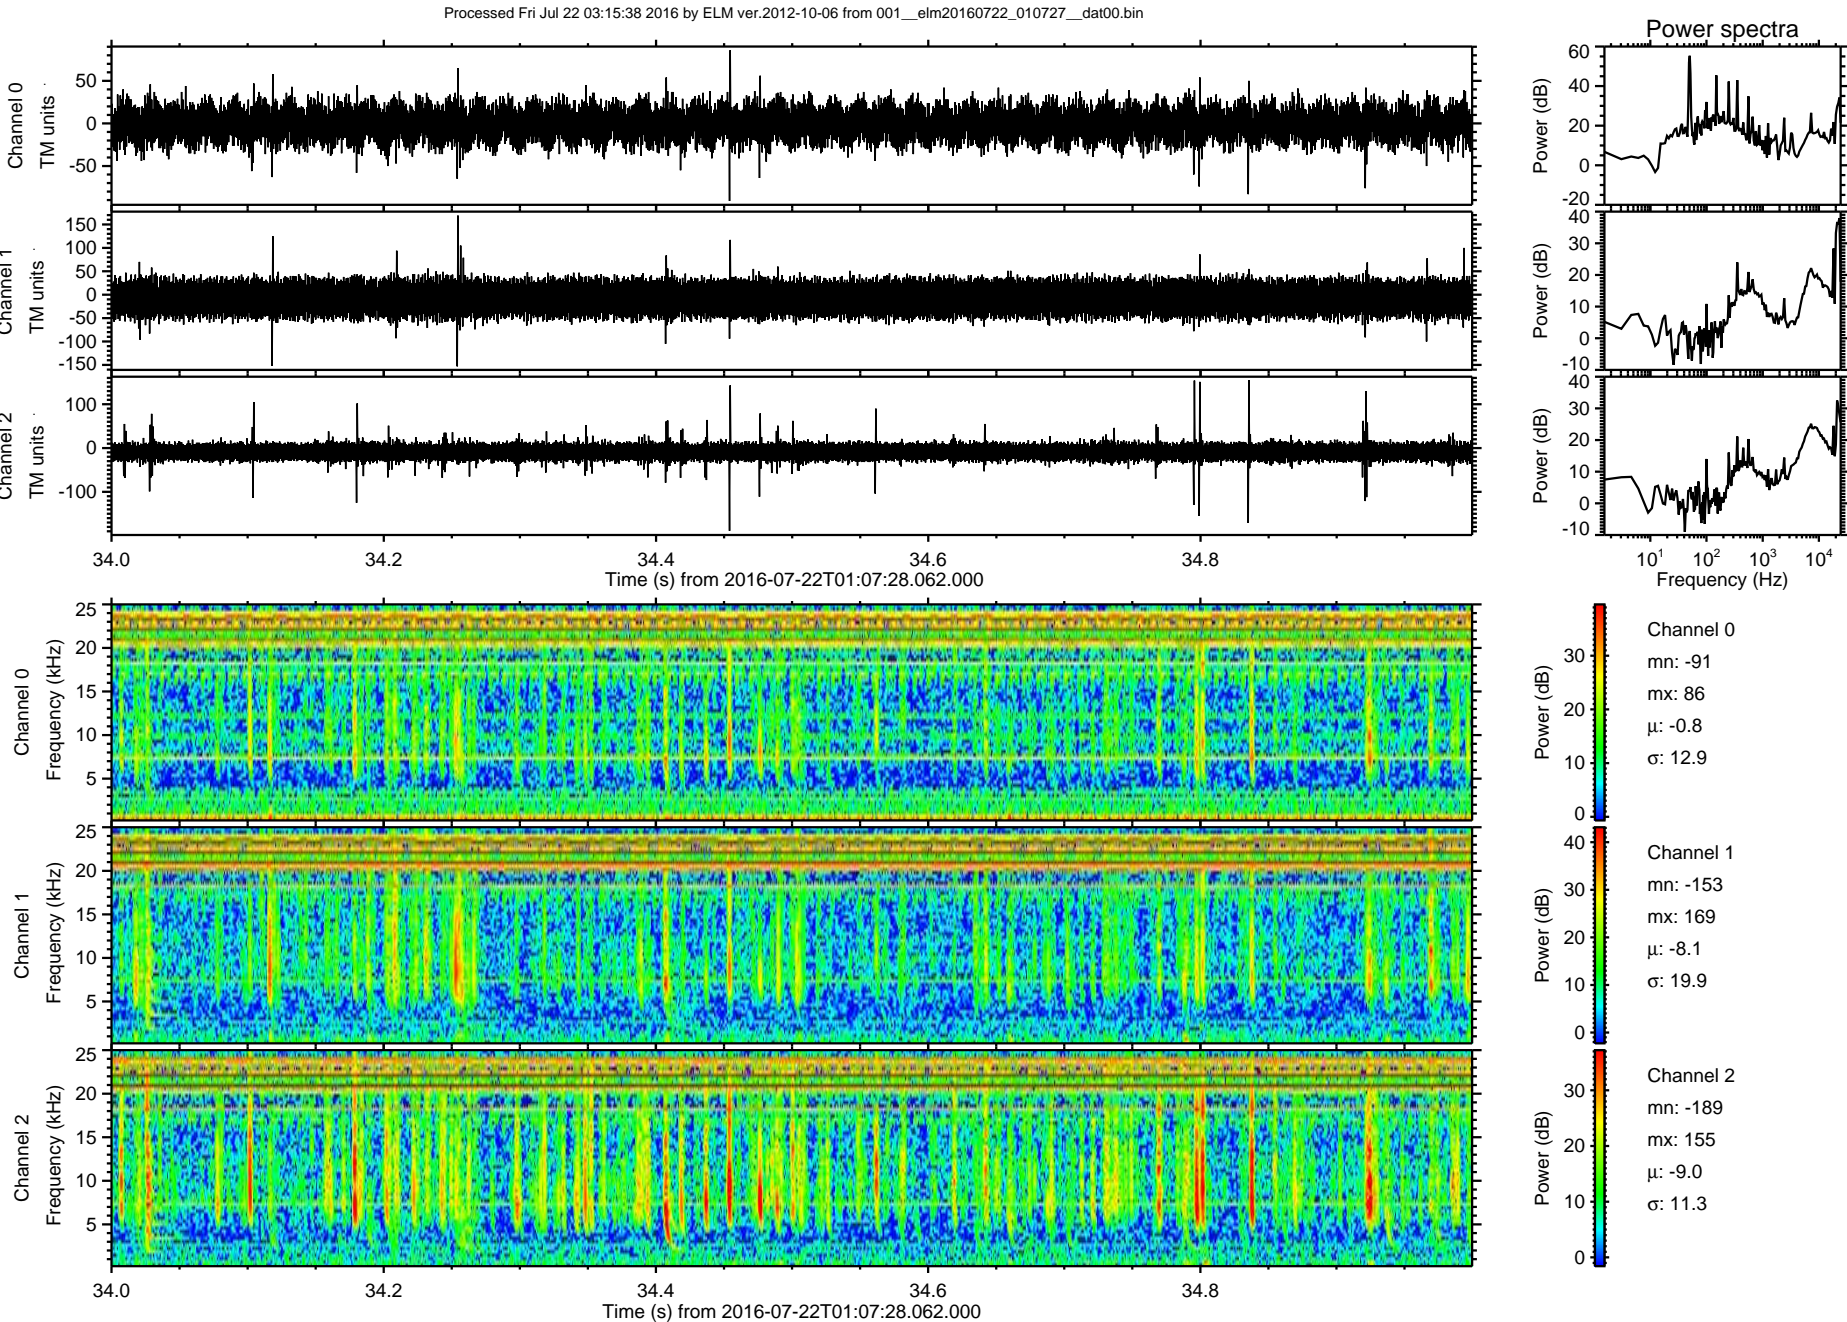 Processed Fri Jul 22 03:15:38 2016 by ELM ver.2012-10-06 from 001__elm20160722_010727__dat00.bin
Power spectra
Channel 0
TM units
50
0
-50
Power (dB)
60
40
20
0
-20
Channel 1
TM units
150
100
50
0
-50
-100
-150
Power (dB)
40
30
20
10
0
-10
Channel 2
TM units
100
0
-100
Power (dB)
40
30
20
10
0
-10
34.0 34.2 34.4 34.6 34.8
Time (s) from 2016-07-22T01:07:28.062.000
10¹ 10² 10³ 10⁴
Frequency (Hz)
Channel 0
Frequency (kHz)
25
20
15
10
5
Power (dB)
30
20
10
0
Channel 0
mn: -91
mx: 86
μ: -0.8
σ: 12.9
Channel 1
Frequency (kHz)
25
20
15
10
5
Power (dB)
40
30
20
10
0
Channel 1
mn: -153
mx: 169
μ: -8.1
σ: 19.9
Channel 2
Frequency (kHz)
25
20
15
10
5
Power (dB)
30
20
10
0
Channel 2
mn: -189
mx: 155
μ: -9.0
σ: 11.3
34.0 34.2 34.4 34.6 34.8
Time (s) from 2016-07-22T01:07:28.062.000